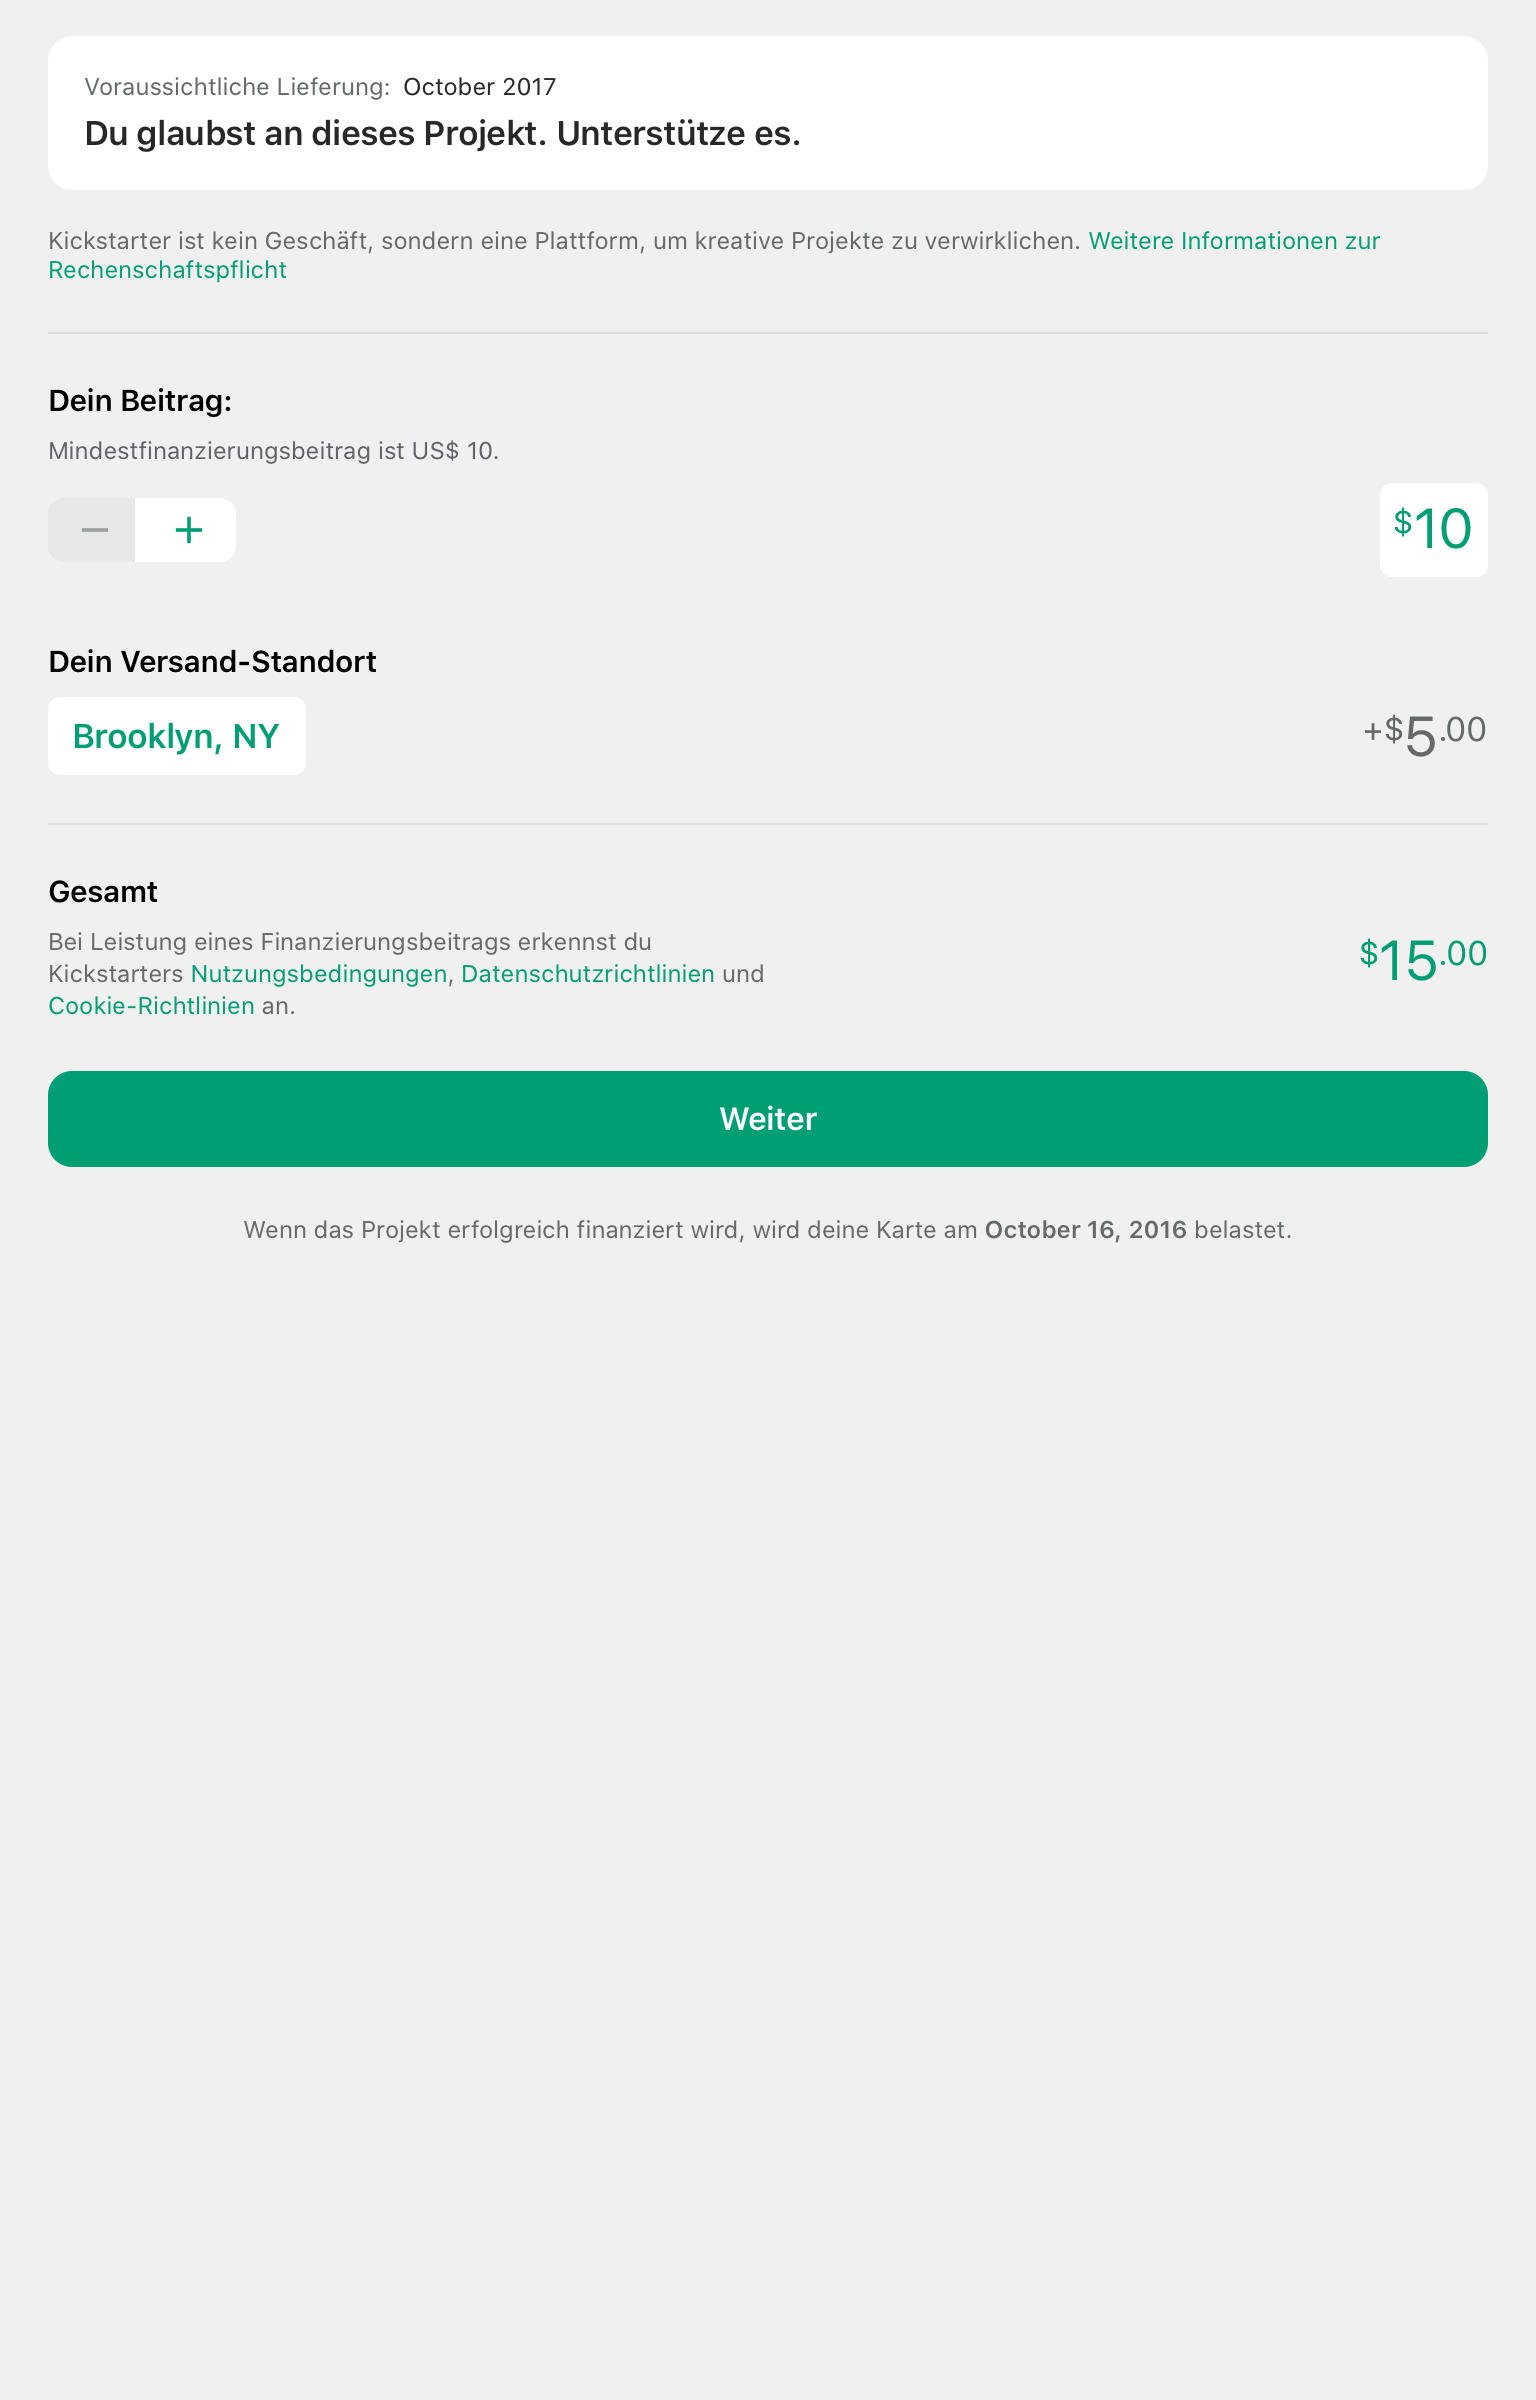 Voraussichtliche Lieferung: October 2017
Du glaubst an dieses Projekt. Unterstütze es.
Kickstarter ist kein Geschäft, sondern eine Plattform, um kreative Projekte zu verwirklichen. Weitere Informationen zur
Rechenschaftspflicht
Dein Beitrag:
Mindestfinanzierungsbeitrag ist US$ 10.
− +
$10
Dein Versand-Standort
Brooklyn, NY
+$5.00
Gesamt
Bei Leistung eines Finanzierungsbeitrags erkennst du
Kickstarters Nutzungsbedingungen, Datenschutzrichtlinien und
Cookie-Richtlinien an.
$15.00
Weiter
Wenn das Projekt erfolgreich finanziert wird, wird deine Karte am October 16, 2016 belastet.